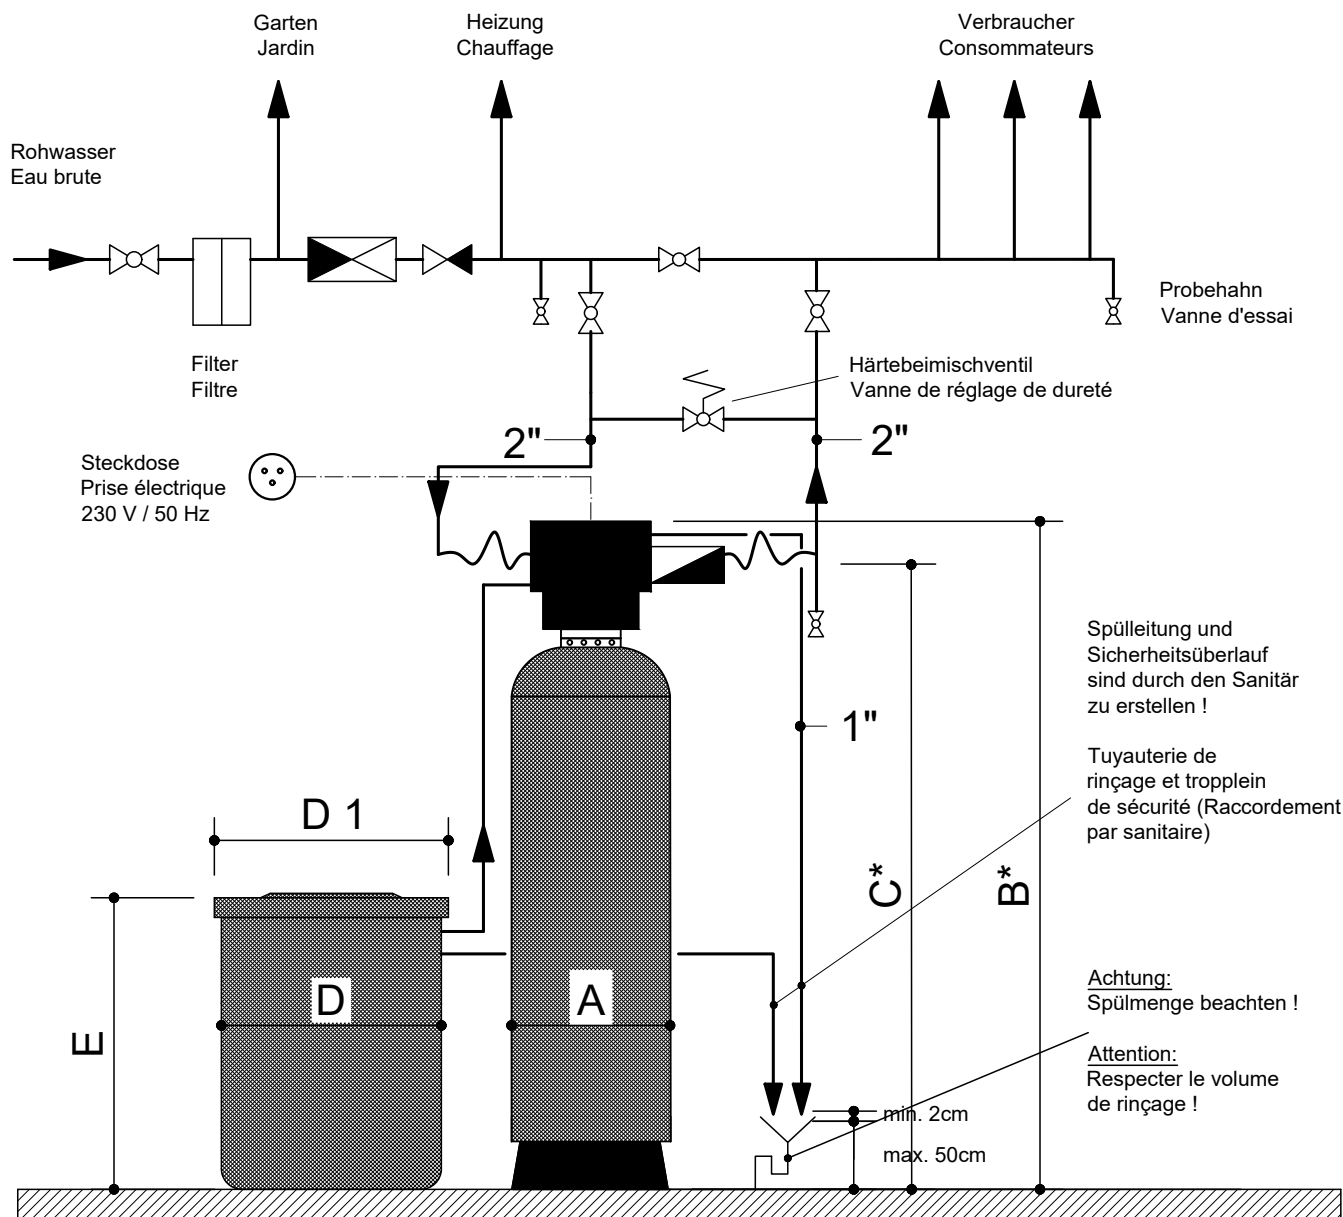 Garten
Jardin
Heizung
Chauffage
Verbraucher
Consommateurs
Rohwasser
Eau brute
Probehahn
Vanne d'essai
Filter
Filtre
Härtebeimischventil
Vanne de réglage de dureté
2"
2"
Steckdose
Prise électrique
230 V / 50 Hz
Spülleitung und
Sicherheitsüberlauf
sind durch den Sanitär
zu erstellen !
1"
Tuyauterie de
rinçage et tropplein
de sécurité (Raccordement
par sanitaire)
D 1
C*
B*
Achtung:
Spülmenge beachten !
D
A
E
Attention:
Respecter le volume
de rinçage !
min. 2cm
max. 50cm